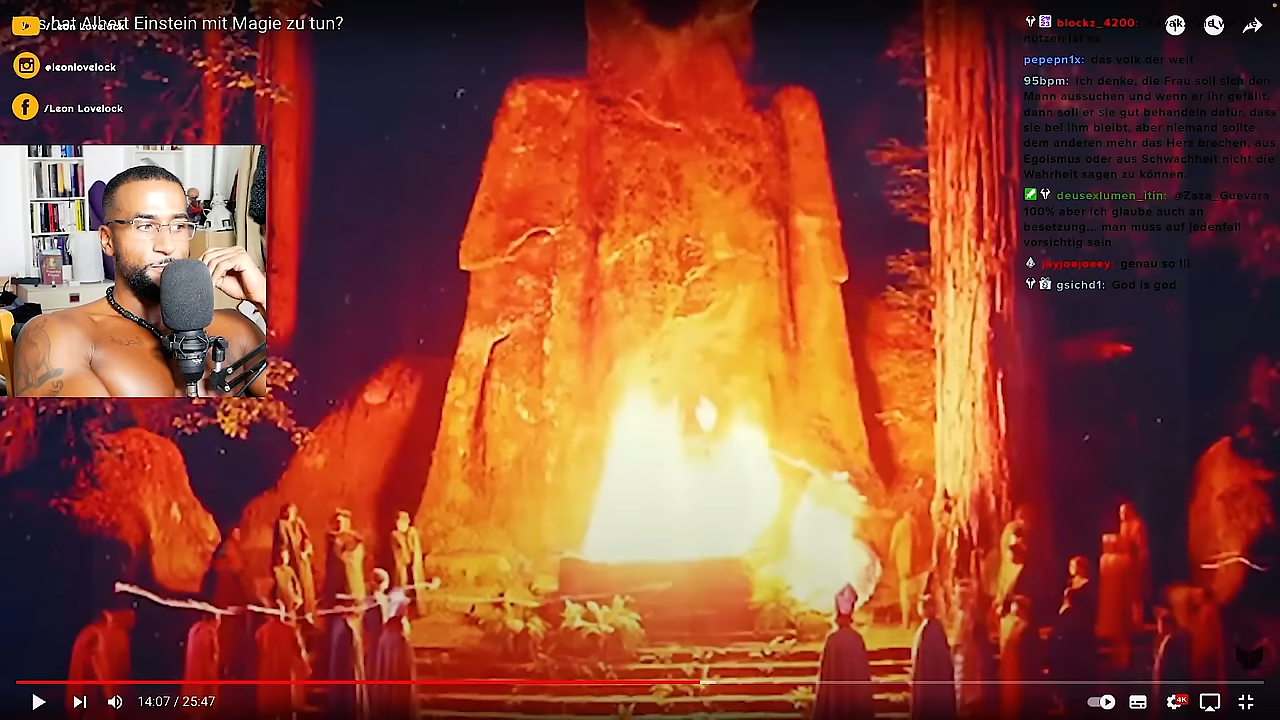 hat Albert Einstein mit Magie zu tun?
/Leon Lovelock
@leonlovelock
/Leon Lovelock
blockz_4200:
nutzen ist es
pepepn1x: das volk der welt
95bpm: ich denke, die Frau soll sich den
Mann aussuchen und wenn er ihr gefällt,
dann soll er sie gut behandeln dafür, dass
sie bei ihm bleibt, aber niemand sollte
dem anderen mehr das Herz brechen, aus
Egoismus oder aus Schwachheit nicht die
Wahrheit sagen zu können.
deusexlumen_itin: @Zaza_Guevara
100% aber ich glaube auch an
besetzung... man muss auf jedenfall
vorsichtig sein
jayjoejoeey: genau so !!!
gsichd1: God is god
14:07 / 25:47
4K